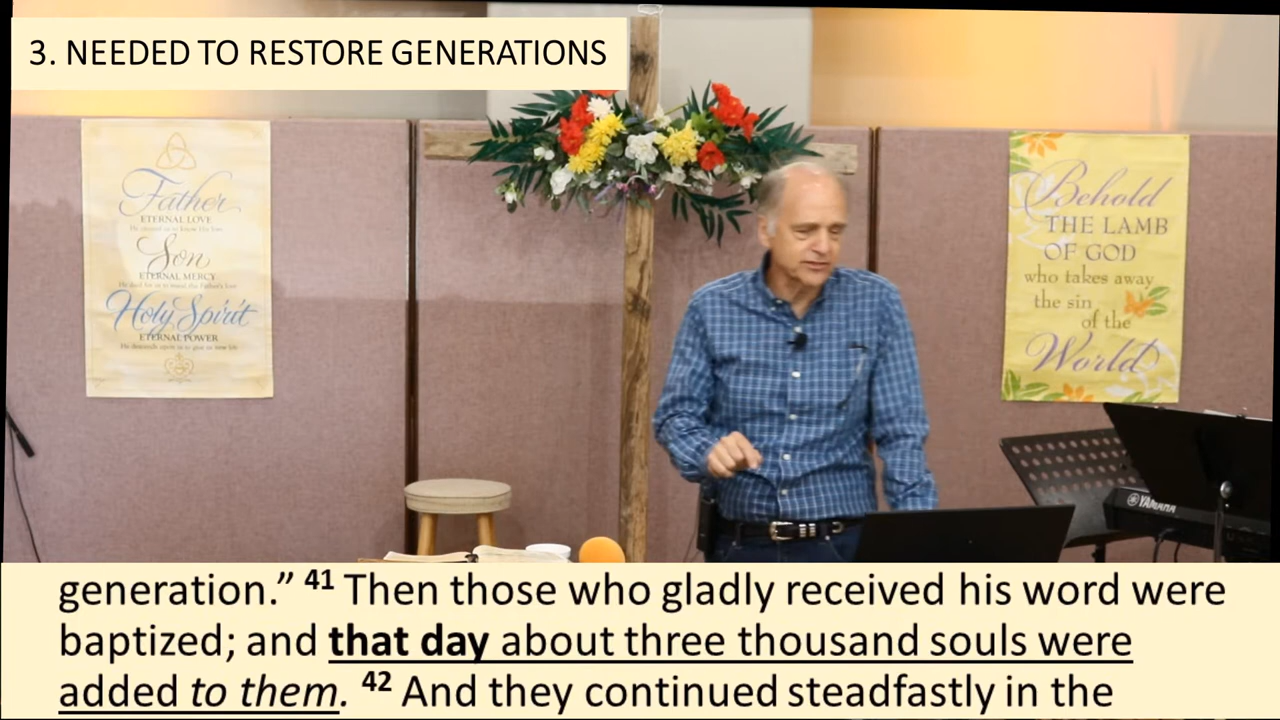 3. NEEDED TO RESTORE GENERATIONS
Father
ETERNAL LOVE
Son
ETERNAL MERCY
Holy Spirit
ETERNAL POWER
Behold
THE LAMB
OF GOD
who takes away
the sin
of the
World
YAMAHA
generation.” 41 Then those who gladly received his word were
baptized; and that day about three thousand souls were
added to them. 42 And they continued steadfastly in the